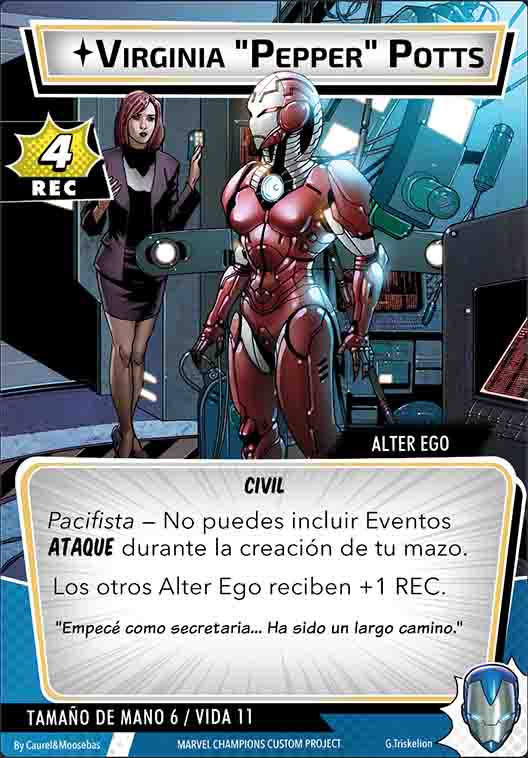 VIRGINIA "PEPPER" POTTS
4
REC
ALTER EGO
CIVIL
Pacifista – No puedes incluir Eventos
ATAQUE durante la creación de tu mazo.
Los otros Alter Ego reciben +1 REC.
"Empecé como secretaria... Ha sido un largo camino."
TAMAÑO DE MANO 6 / VIDA 11
By Caurel&Moosebas
MARVEL CHAMPIONS CUSTOM PROJECT
G.Triskelion